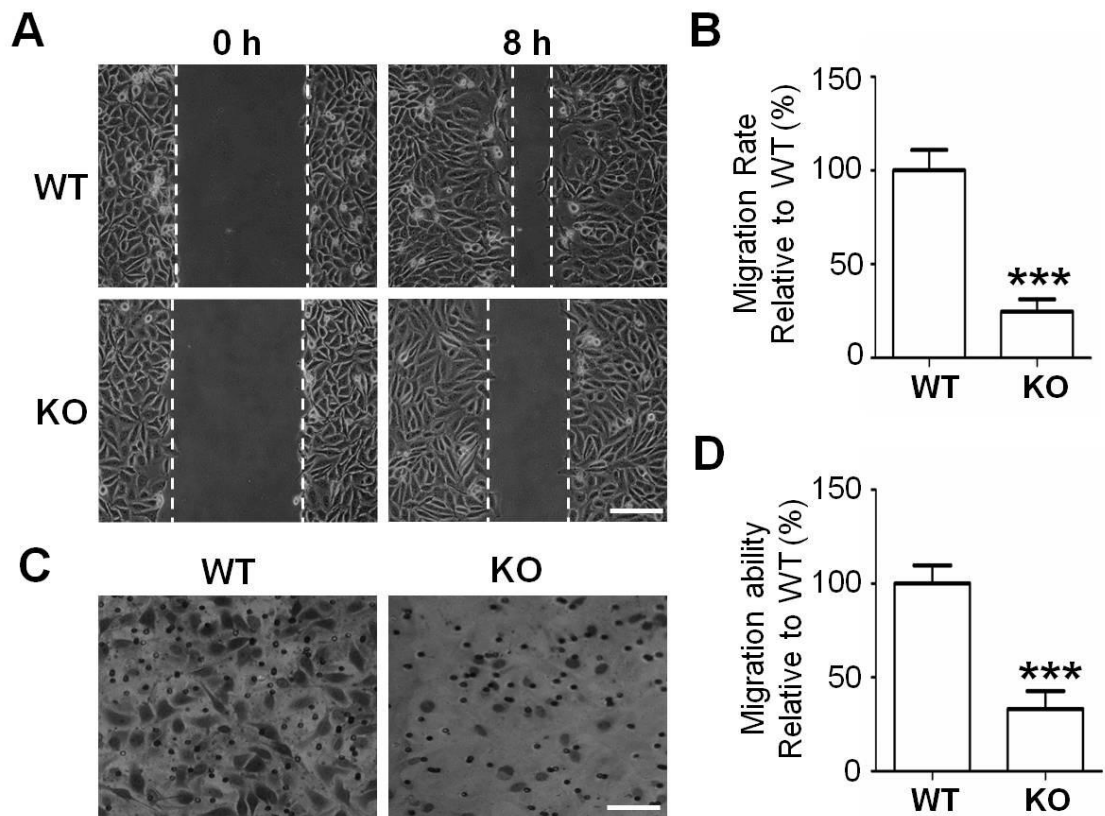 A
0 h
8 h
WT
KO
B
150
100
50
0
Migration Rate
Relative to WT (%)
***
WT
KO
C
WT
KO
D
150
100
50
0
Migration ability
Relative to WT (%)
***
WT
KO